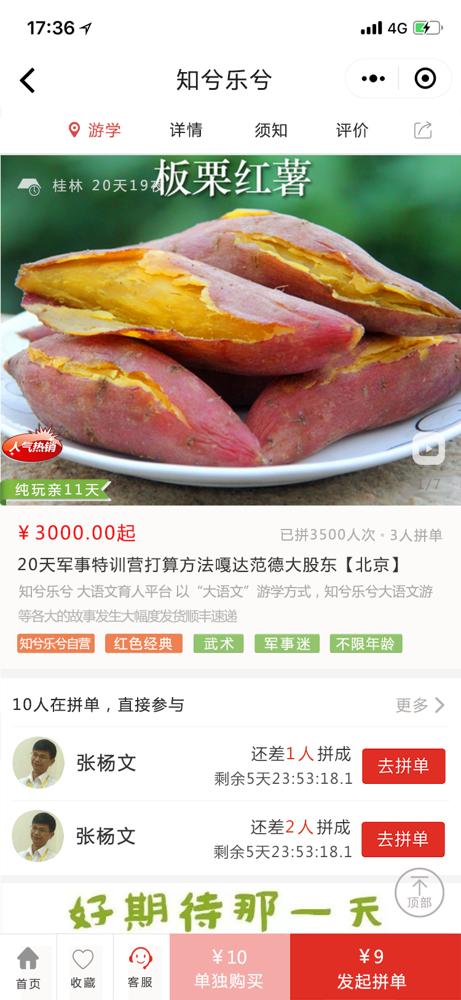 17:36
4G
知兮乐兮
游学 详情 须知 评价
板栗红薯
桂林 20天19夜
人气热销
纯玩亲11天
1/7
¥ 3000.00起
已拼3500人次 • 3人拼单
20天军事特训营打算方法嘎达范德大股东【北京】
知兮乐兮 大语文育人平台 以“大语文”游学方式，知兮乐兮大语文游
等各大的故事发生大幅度发货顺丰速递
知兮乐兮自营 红色经典 武术 军事迷 不限年龄
10人在拼单，直接参与
更多
张杨文
还差1人拼成
剩余5天23:53:18.1
去拼单
张杨文
还差2人拼成
剩余5天23:53:18.1
去拼单
好期待那一天
顶部
首页
收藏
客服
¥10
单独购买
¥9
发起拼单